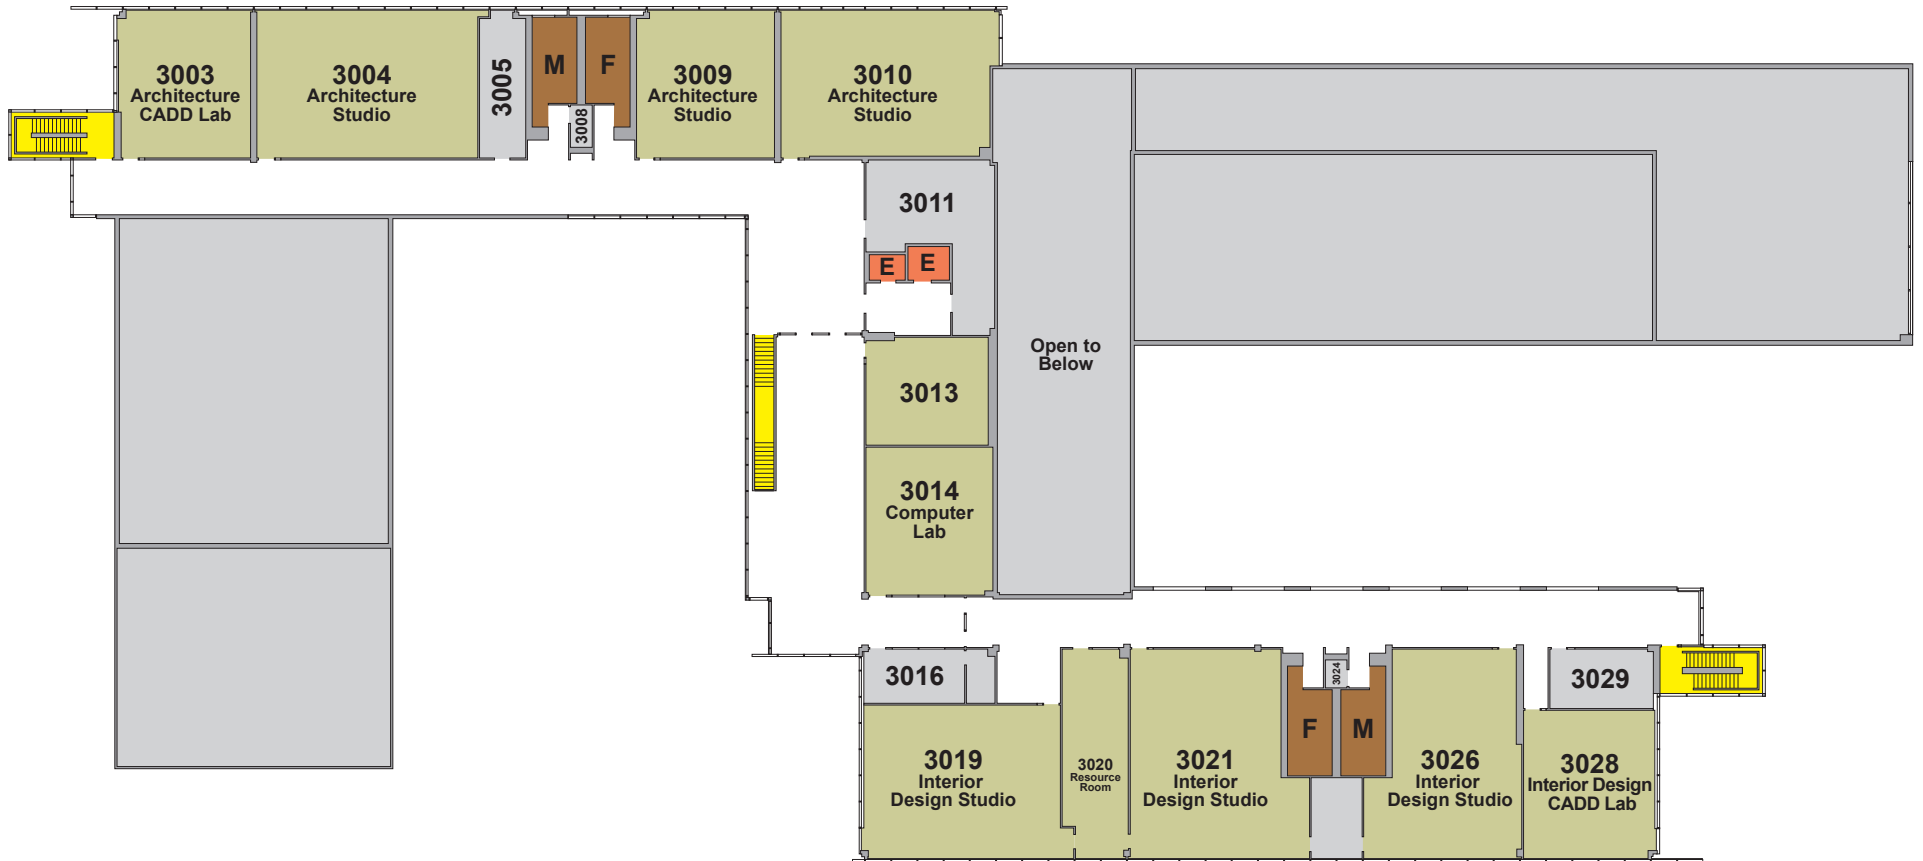 3003
Architecture
CADD Lab
3004
Architecture
Studio
3005
M
F
3008
3009
Architecture
Studio
3010
Architecture
Studio
3011
E
E
Open to
Below
3013
3014
Computer
Lab
3016
3019
Interior
Design Studio
3020
Resource
Room
3021
Interior
Design Studio
F
M
3024
3026
Interior
Design Studio
3029
3028
Interior Design
CADD Lab